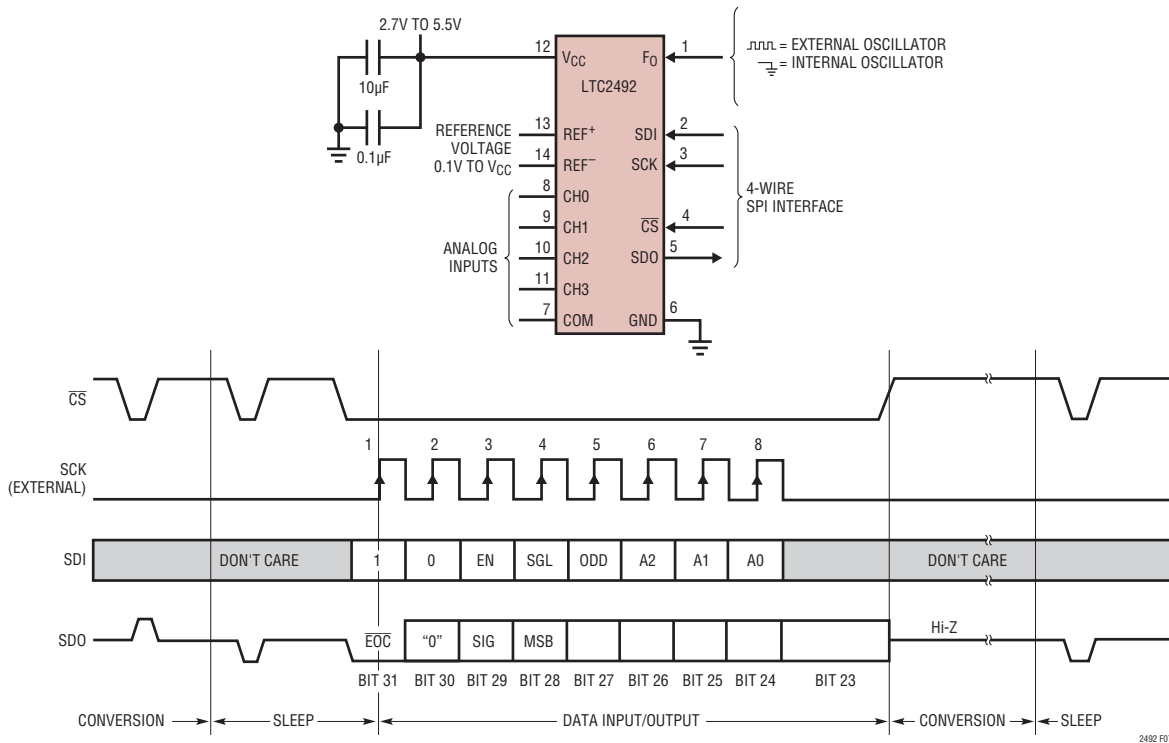 2.7V TO 5.5V
10µF
0.1µF
12
VCC
LTC2492
FO
1
= EXTERNAL OSCILLATOR
= INTERNAL OSCILLATOR
REFERENCE
VOLTAGE
0.1V TO VCC
13
REF+
14
REF−
ANALOG
INPUTS
8
CH0
9
CH1
10
CH2
11
CH3
7
COM
SDI
2
SCK
3
CS
4
SDO
5
GND
6
4-WIRE
SPI INTERFACE
CS
SCK
(EXTERNAL)
1 2 3 4 5 6 7 8
SDI
DON'T CARE 1 0 EN SGL ODD A2 A1 A0 DON'T CARE
SDO
EOC “0” SIG MSB Hi-Z
BIT 31 BIT 30 BIT 29 BIT 28 BIT 27 BIT 26 BIT 25 BIT 24 BIT 23
CONVERSION SLEEP DATA INPUT/OUTPUT CONVERSION SLEEP
2492 F07